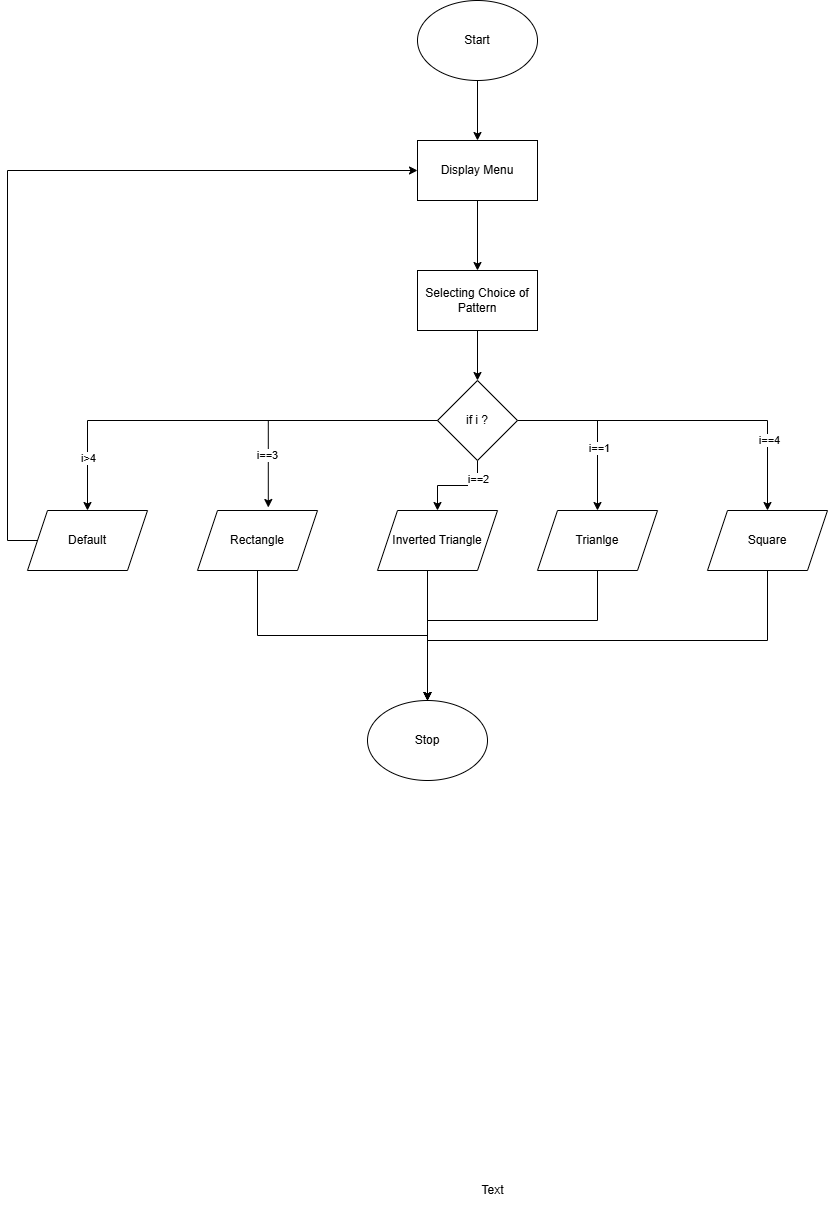 Start
Display Menu
Selecting Choice of
Pattern
if i ?
i>4
i==3
i==2
i==1
i==4
Default
Rectangle
Inverted Triangle
Trianlge
Square
Stop
Text